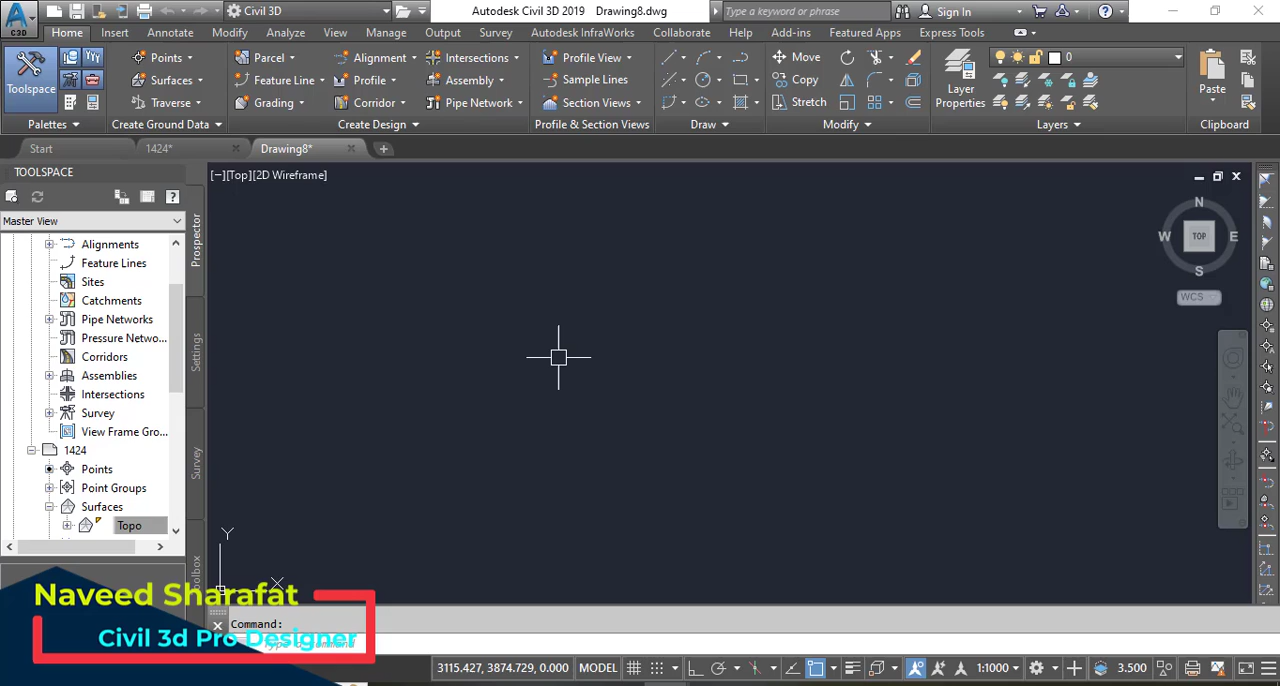 Civil 3D
Autodesk Civil 3D 2019 Drawing8.dwg
Type a keyword or phrase
Sign In
C3D
Home Insert Annotate Modify Analyze View Manage Output Survey Autodesk InfraWorks Collaborate Help Add-ins Featured Apps Express Tools
Toolspace
Points
Surfaces
Traverse
Parcel
Feature Line
Grading
Alignment
Profile
Corridor
Intersections
Assembly
Pipe Network
Profile View
Sample Lines
Section Views
Move
Copy
Stretch
Layer
Properties
0
Paste
Palettes Create Ground Data Create Design Profile & Section Views Draw Modify Layers Clipboard
Start 1424* Drawing8*
TOOLSPACE
Master View
Alignments
Feature Lines
Sites
Catchments
Pipe Networks
Pressure Netwo...
Corridors
Assemblies
Intersections
Survey
View Frame Gro...
1424
Points
Point Groups
Surfaces
Topo
Prospector
Settings
Survey
[−][Top][2D Wireframe]
N
W TOP E
S
WCS
Y
X
Naveed Sharafat
Civil 3d Pro Designer
Command:
Type a command
3115.427, 3874.729, 0.000 MODEL 1:1000 3.500